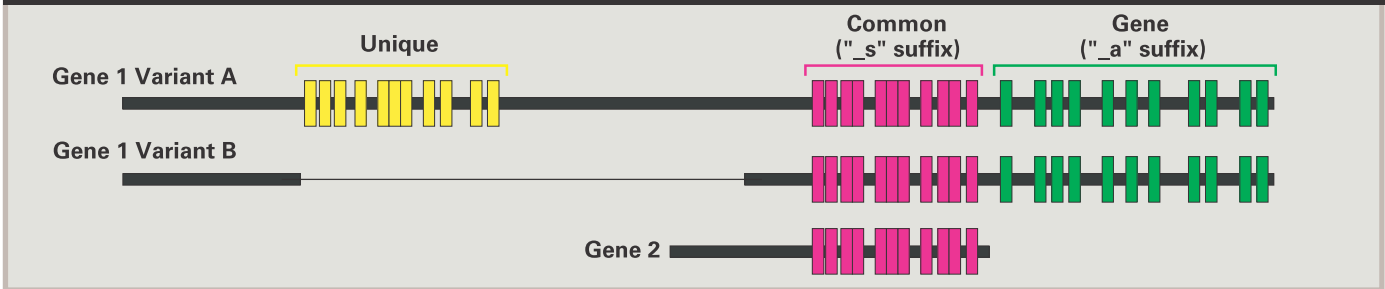 Unique
Common
("_s" suffix)
Gene
("_a" suffix)
Gene 1 Variant A
Gene 1 Variant B
Gene 2